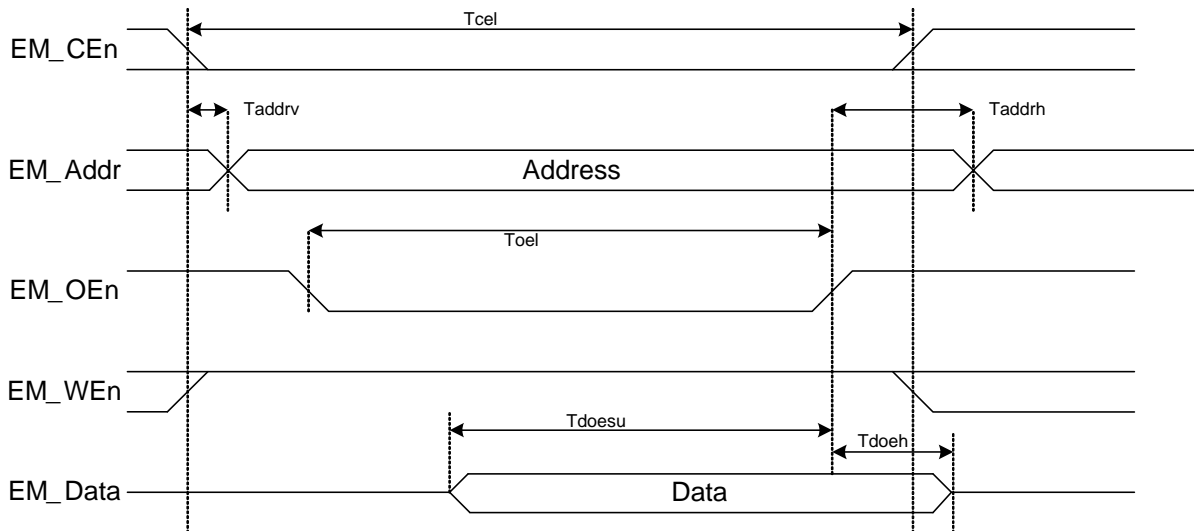 Tcel
EM_CEn
Taddrv
Taddrh
EM_Addr
Address
Toel
EM_OEn
EM_WEn
Tdoesu
Tdoeh
EM_Data
Data